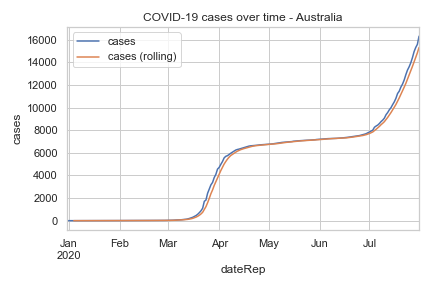 COVID-19 cases over time - Australia
cases
cases (rolling)
cases
16000
14000
12000
10000
8000
6000
4000
2000
0
Jan Feb Mar Apr May Jun Jul
2020
dateRep